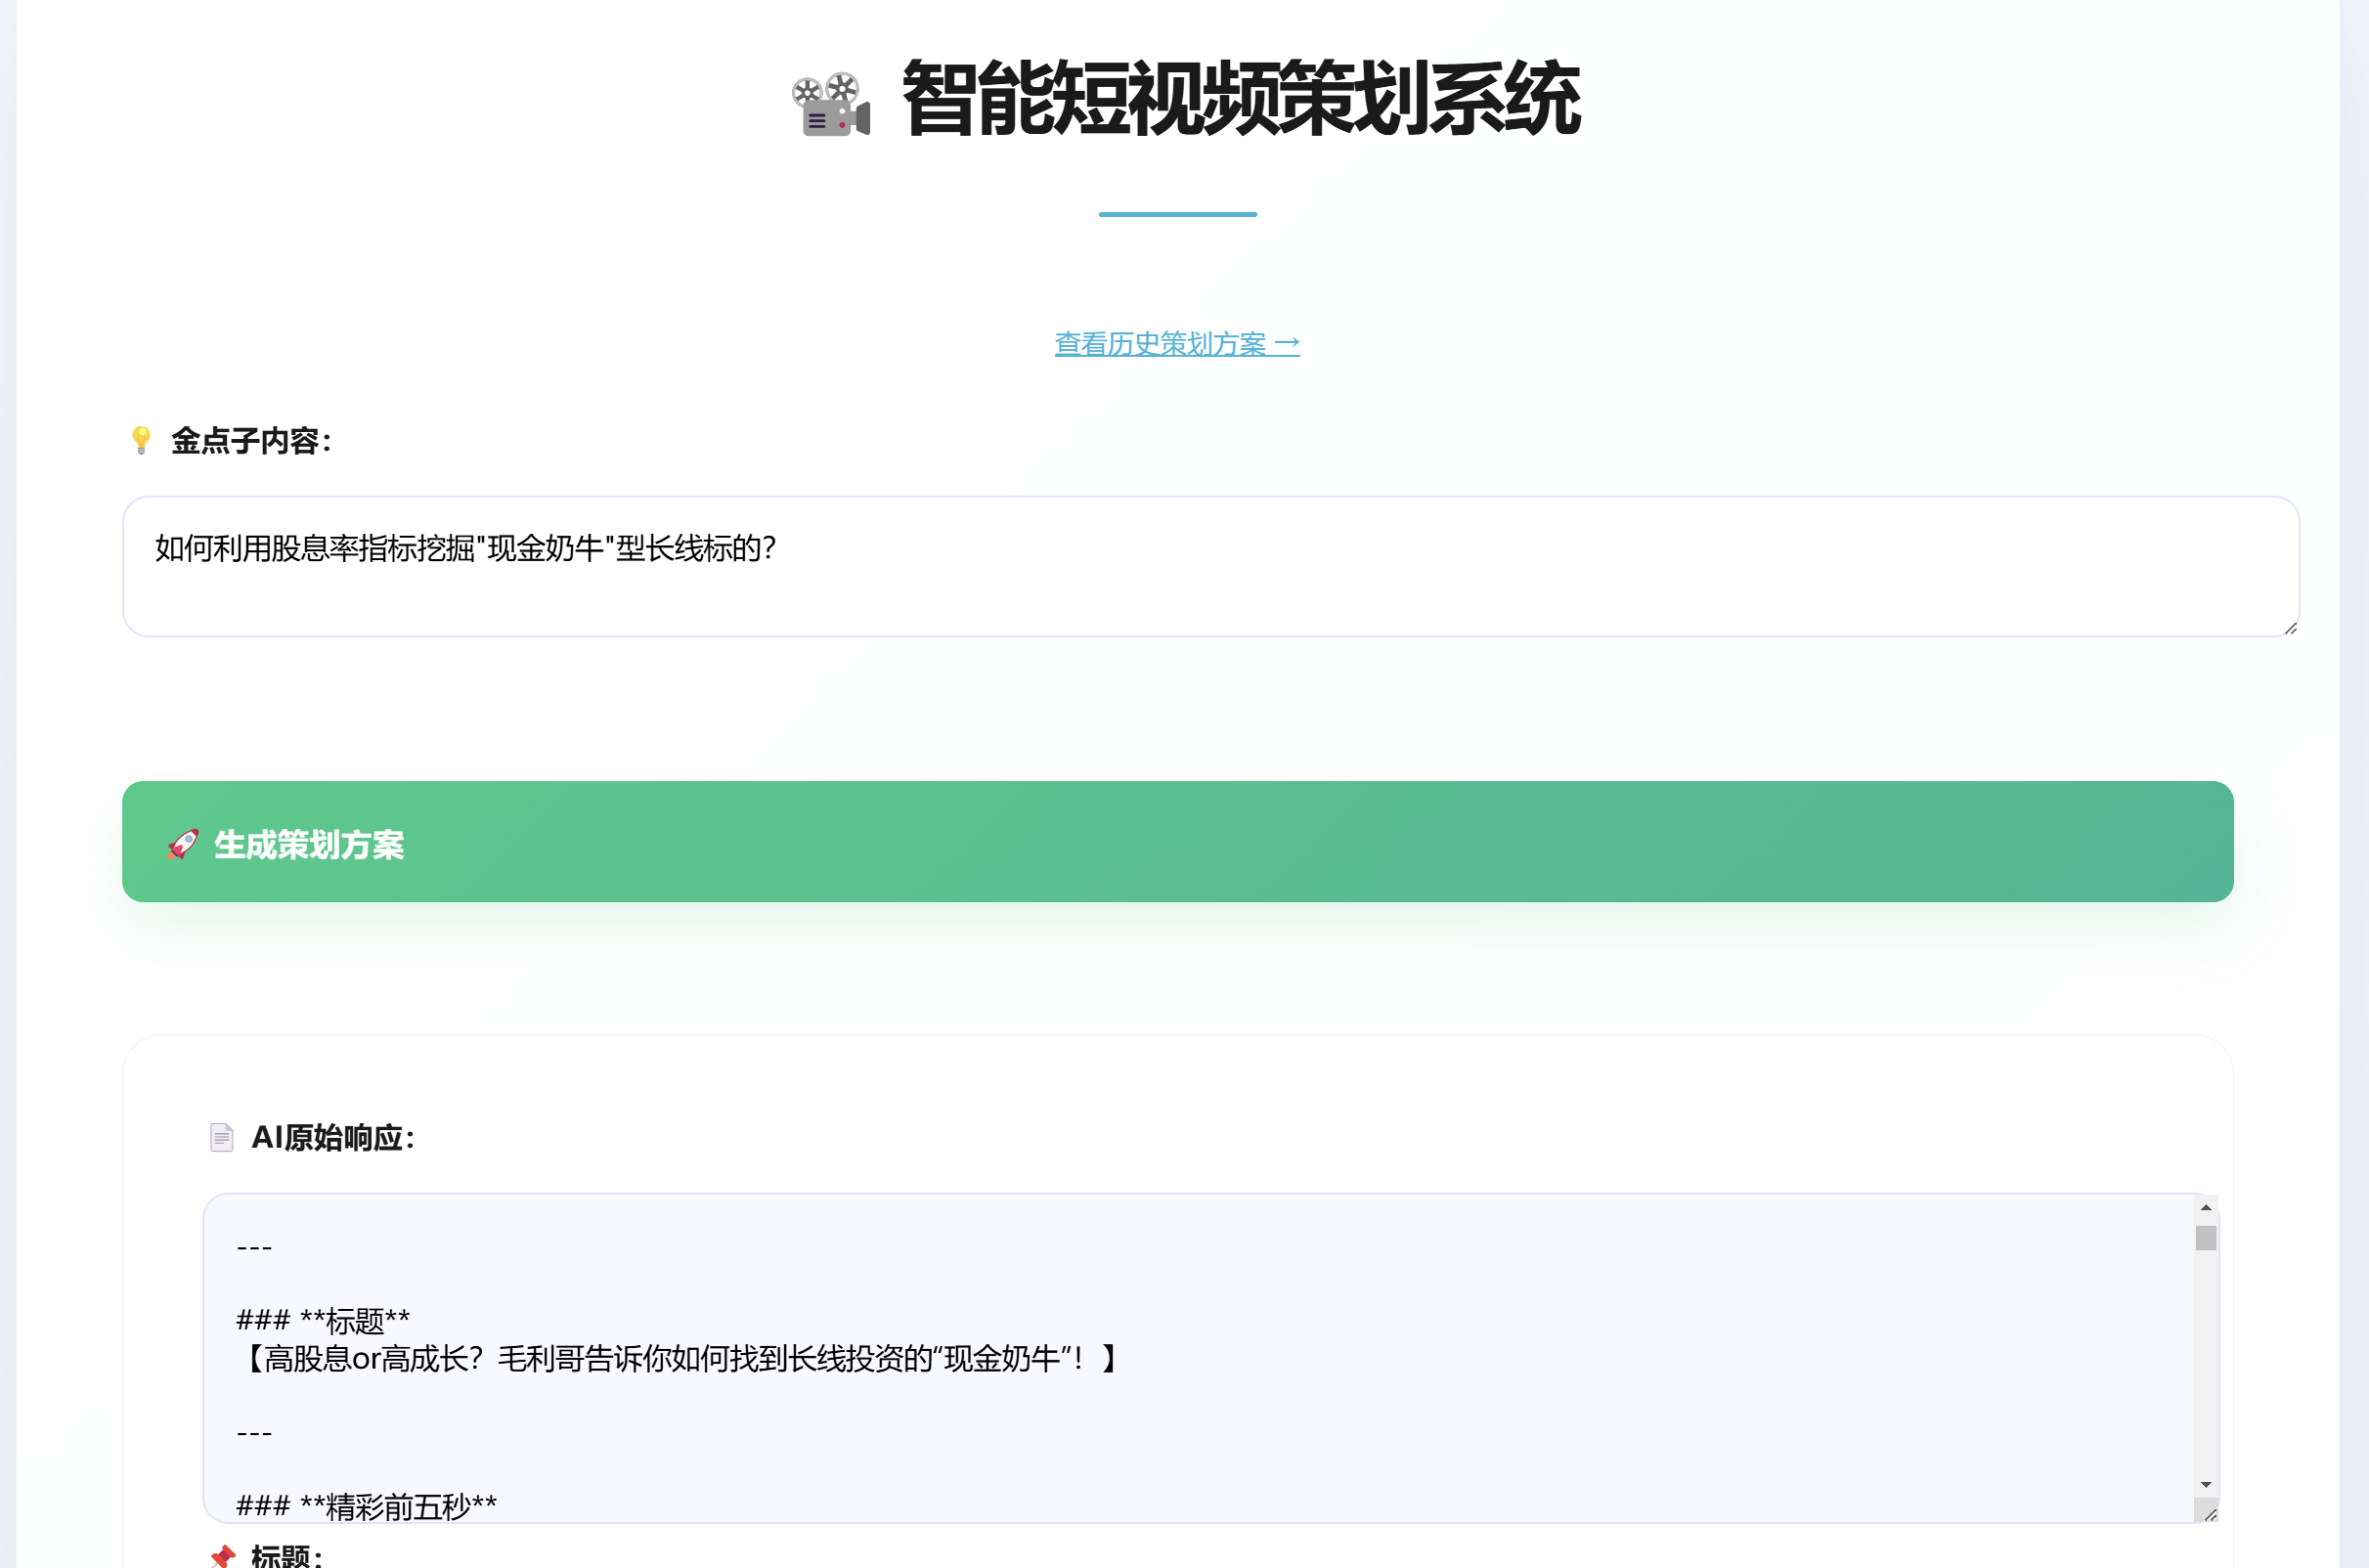 智能短视频策划系统
查看历史策划方案 →
金点子内容：
如何利用股息率指标挖掘"现金奶牛"型长线标的？
生成策划方案
AI原始响应：
---
### **标题**
【高股息or高成长？毛利哥告诉你如何找到长线投资的“现金奶牛”！】
---
### **精彩前五秒**
标题：